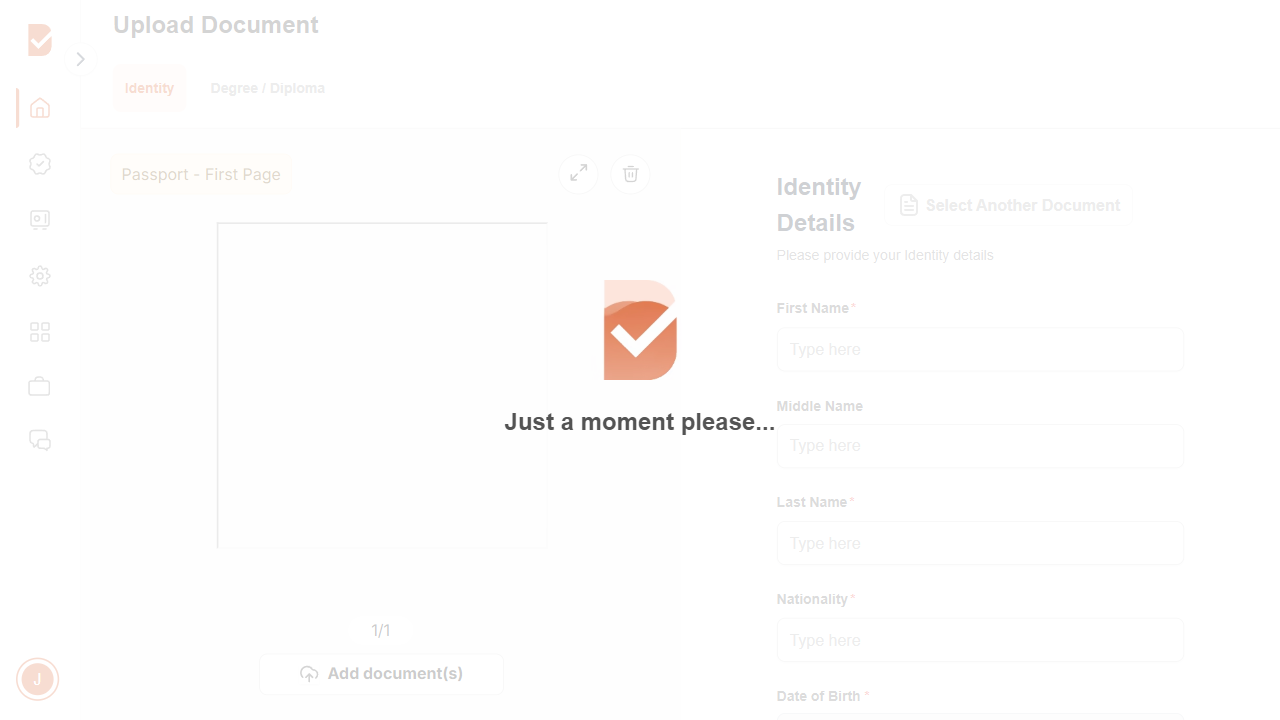 Upload Document
Identity
Degree / Diploma
Passport - First Page
1/1
Add document(s)
Identity
Details
Select Another Document
Please provide your Identity details
First Name*
Type here
Middle Name
Type here
Last Name*
Type here
Nationality*
Type here
Date of Birth *
Just a moment please...
J